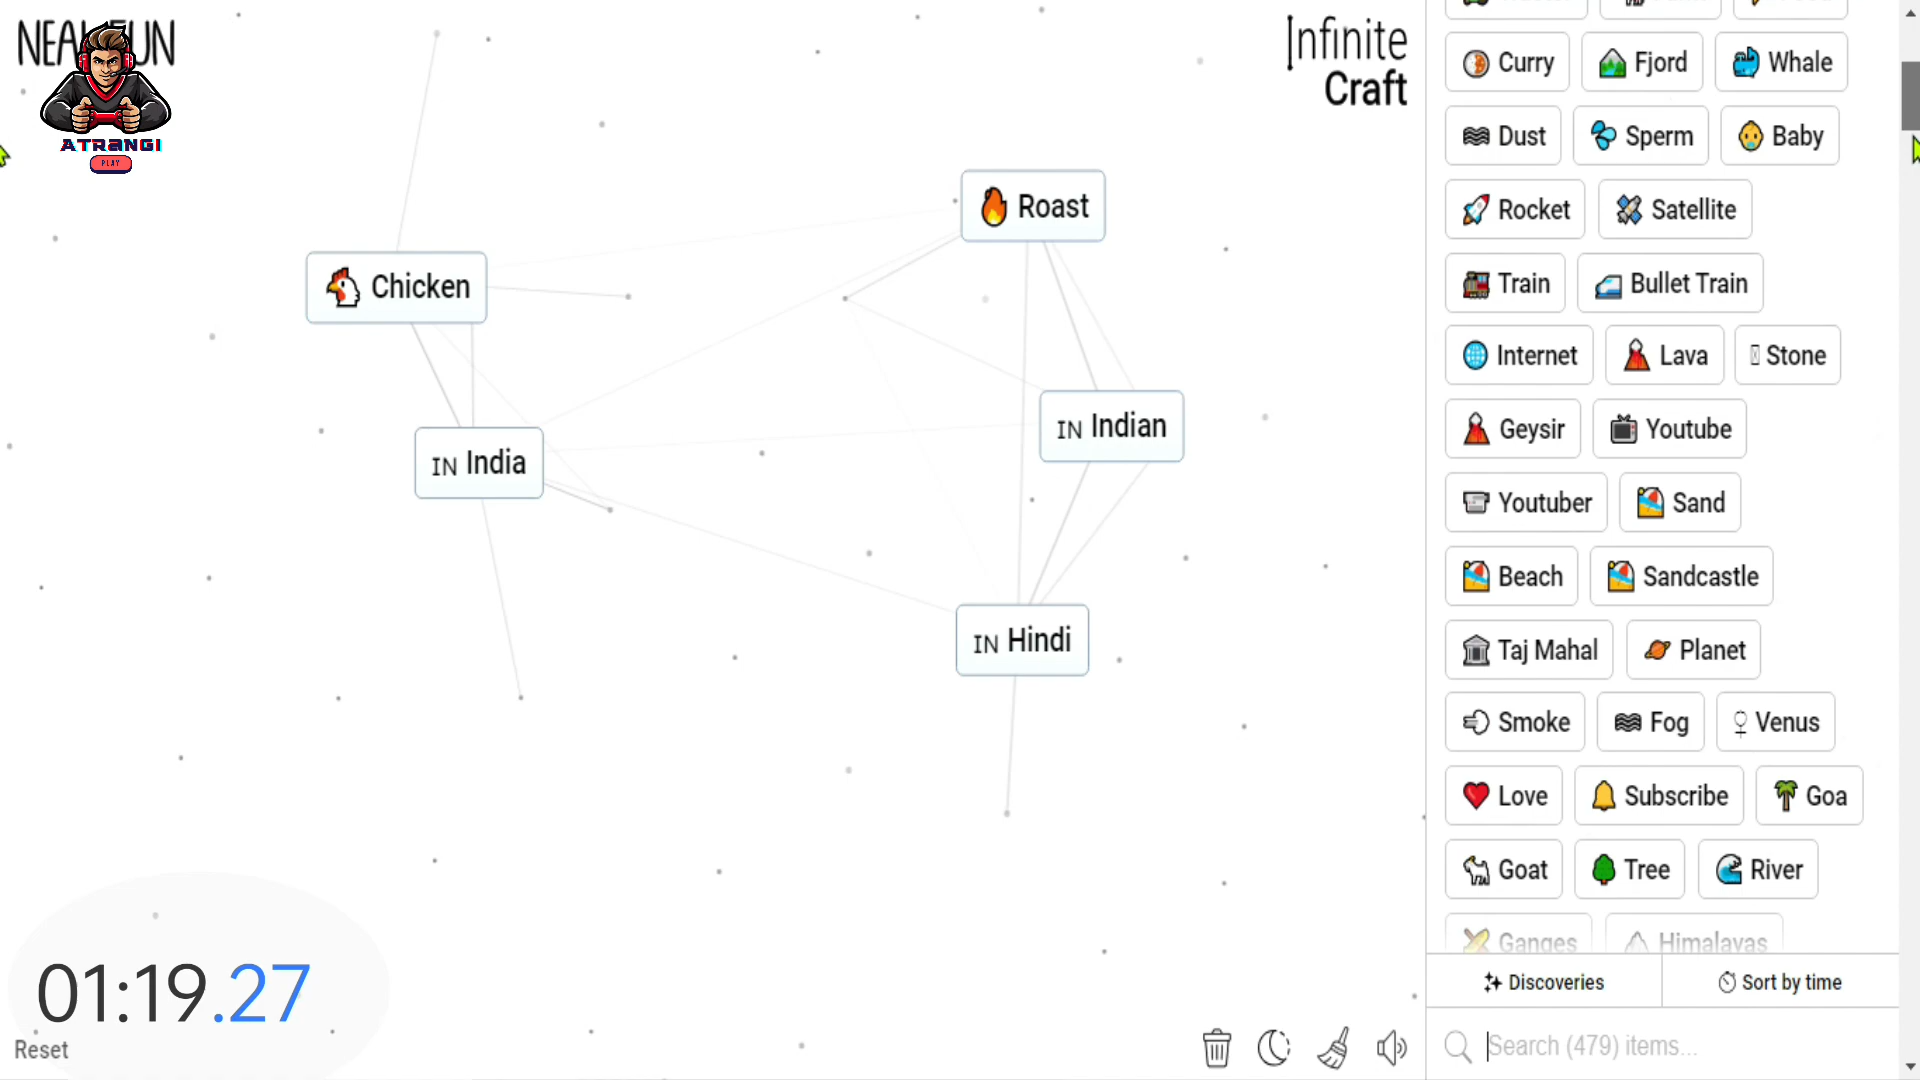 NEAL.FUN
ATRANGI
PLAY
Infinite
Craft
Roast
Chicken
IN Indian
IN India
IN Hindi
01:19.27
Reset
Curry
Fjord
Whale
Dust
Sperm
Baby
Rocket
Satellite
Train
Bullet Train
Internet
Lava
Stone
Geysir
Youtube
Youtuber
Sand
Beach
Sandcastle
Taj Mahal
Planet
Smoke
Fog
Venus
Love
Subscribe
Goa
Goat
Tree
River
Ganges
Himalayas
Discoveries
Sort by time
Search (479) items...